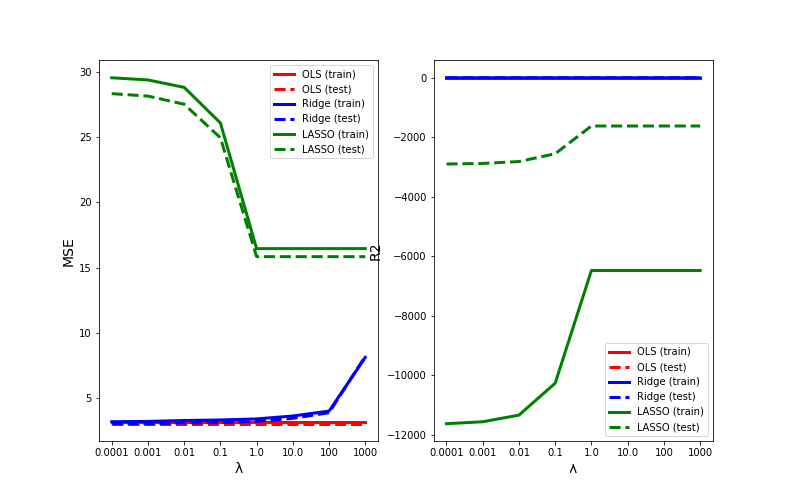 MSE
30
25
20
15
10
5
OLS (train)
OLS (test)
Ridge (train)
Ridge (test)
LASSO (train)
LASSO (test)
0.0001 0.001 0.01 0.1 1.0 10.0 100 1000
λ
R2
0
−2000
−4000
−6000
−8000
−10000
−12000
OLS (train)
OLS (test)
Ridge (train)
Ridge (test)
LASSO (train)
LASSO (test)
0.0001 0.001 0.01 0.1 1.0 10.0 100 1000
λ